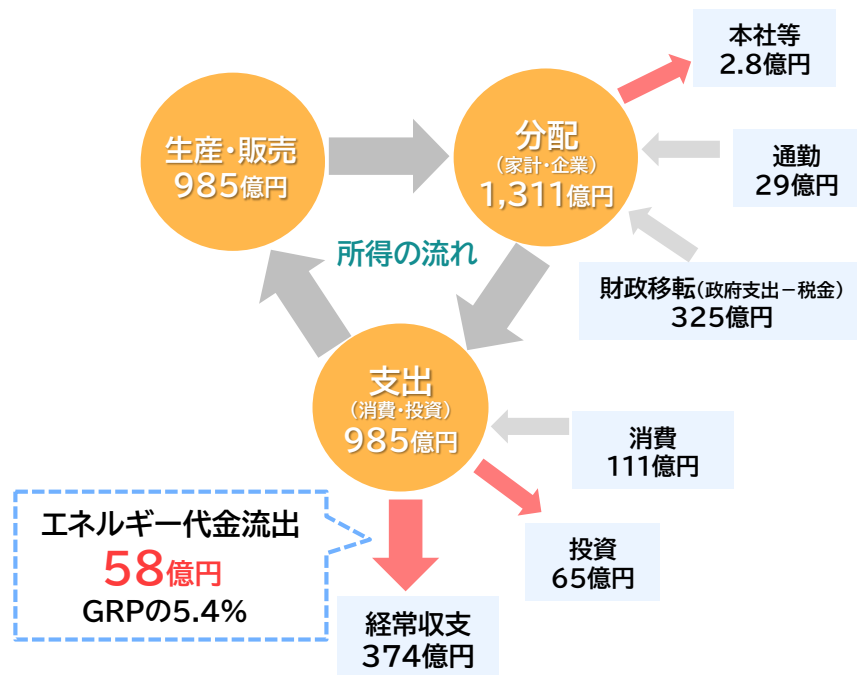 本社等
2.8億円
生産・販売
985億円
分配
（家計・企業）
1,311億円
通勤
29億円
所得の流れ
財政移転（政府支出－税金）
325億円
支出
（消費・投資）
985億円
消費
111億円
エネルギー代金流出
58億円
GRPの5.4%
投資
65億円
経常収支
374億円